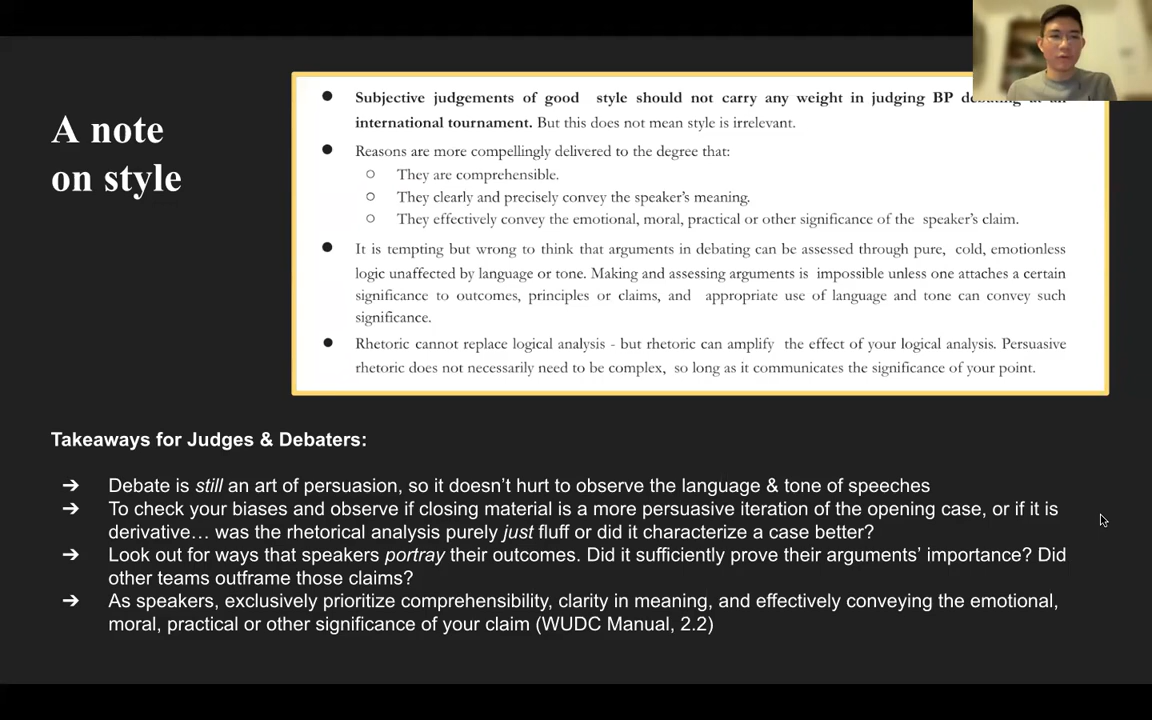 A note
on style
● Subjective judgements of good style should not carry any weight in judging BP
international tournament. But this does not mean style is irrelevant.
● Reasons are more compellingly delivered to the degree that:
○ They are comprehensible.
○ They clearly and precisely convey the speaker's meaning.
○ They effectively convey the emotional, moral, practical or other significance of the speaker's claim.
● It is tempting but wrong to think that arguments in debating can be assessed through pure, cold, emotionless
logic unaffected by language or tone. Making and assessing arguments is impossible unless one attaches a certain
significance to outcomes, principles or claims, and appropriate use of language and tone can convey such
significance.
● Rhetoric cannot replace logical analysis - but rhetoric can amplify the effect of your logical analysis. Persuasive
rhetoric does not necessarily need to be complex, so long as it communicates the significance of your point.
Takeaways for Judges & Debaters:
➔ Debate is still an art of persuasion, so it doesn't hurt to observe the language & tone of speeches
➔ To check your biases and observe if closing material is a more persuasive iteration of the opening case, or if it is
derivative… was the rhetorical analysis purely just fluff or did it characterize a case better?
➔ Look out for ways that speakers portray their outcomes. Did it sufficiently prove their arguments' importance? Did
other teams outframe those claims?
➔ As speakers, exclusively prioritize comprehensibility, clarity in meaning, and effectively conveying the emotional,
moral, practical or other significance of your claim (WUDC Manual, 2.2)